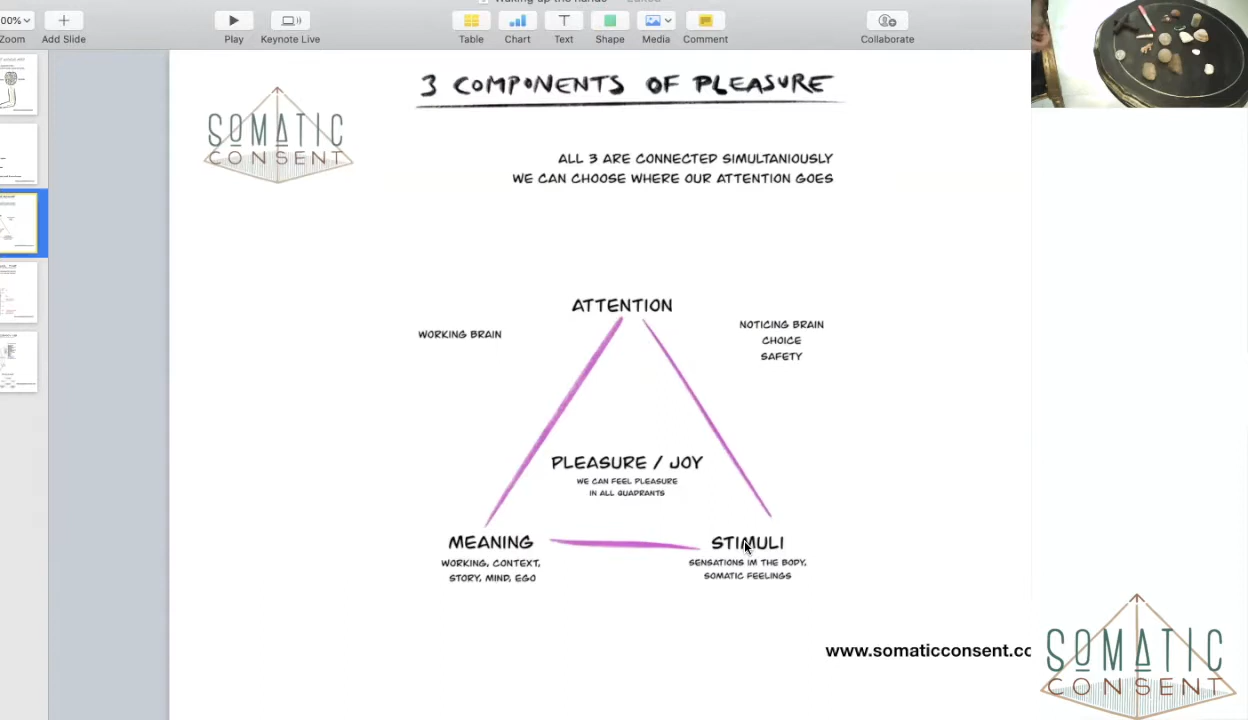 00%
Zoom
Add Slide
Play
Keynote Live
Table
Chart
Text
Shape
Media
Comment
Collaborate
3 COMPONENTS OF PLEASURE
SOMATIC
CONSENT
ALL 3 ARE CONNECTED SIMULTANIOUSLY
WE CAN CHOOSE WHERE OUR ATTENTION GOES
ATTENTION
WORKING BRAIN
NOTICING BRAIN
CHOICE
SAFETY
PLEASURE / JOY
WE CAN FEEL PLEASURE
IN ALL QUADRANTS
MEANING
WORKING, CONTEXT,
STORY, MIND, EGO
STIMULI
SENSATIONS IM THE BODY,
SOMATIC FEELINGS
www.somaticconsent.co
SOMATIC
CONSENT